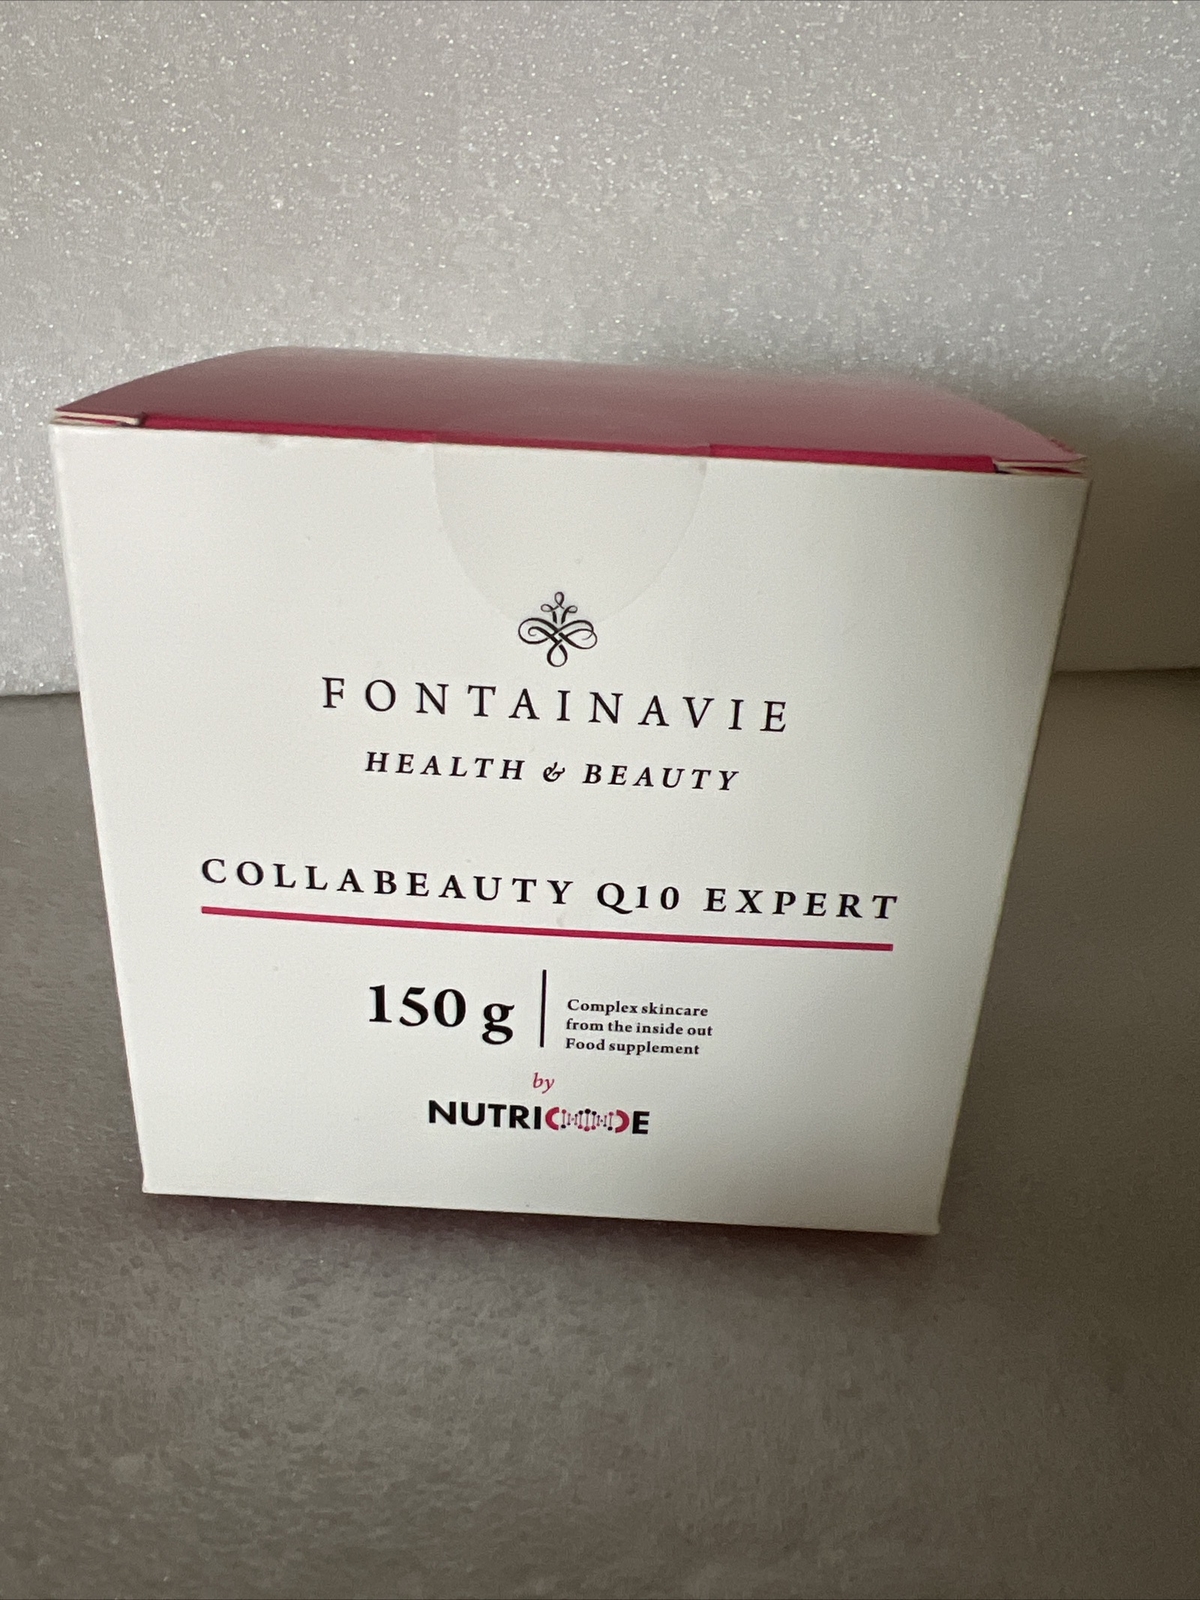 FONTAINAVIE
HEALTH & BEAUTY
COLLABEAUTY Q10 EXPERT
150 g
Complex skincare
from the inside out
Food supplement
by
NUTRICODE